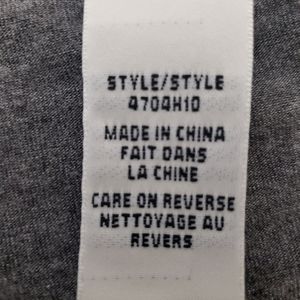 STYLE/STYLE
4704H10
MADE IN CHINA
FAIT DANS
LA CHINE
CARE ON REVERSE
NETTOYAGE AU
REVERS